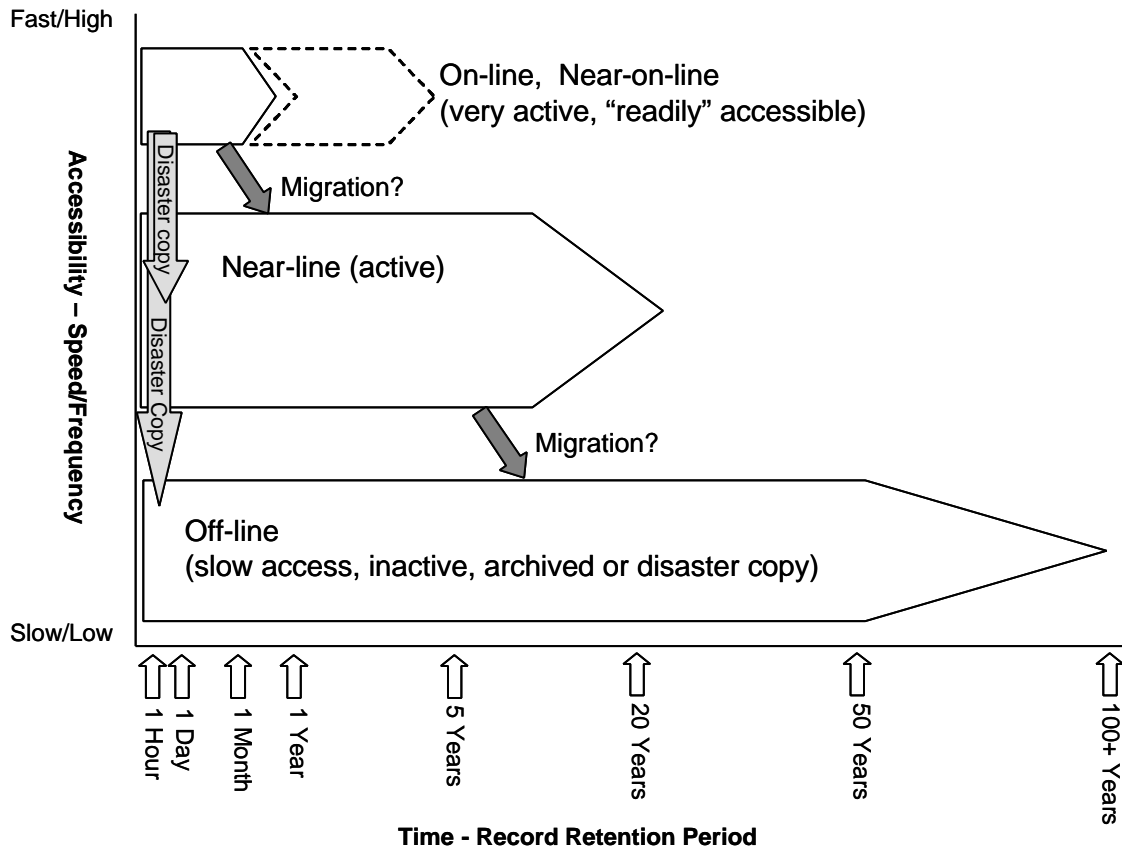 Fast/High
On-line,  Near-on-line
(very active, “readily” accessible)
Disaster copy
Migration?
Accessibility – Speed/Frequency
Near-line (active)
Disaster Copy
Migration?
Off-line
(slow access, inactive, archived or disaster copy)
Slow/Low
1 Hour
1 Day
1 Month
1 Year
5 Years
20 Years
50 Years
100+ Years
Time - Record Retention Period